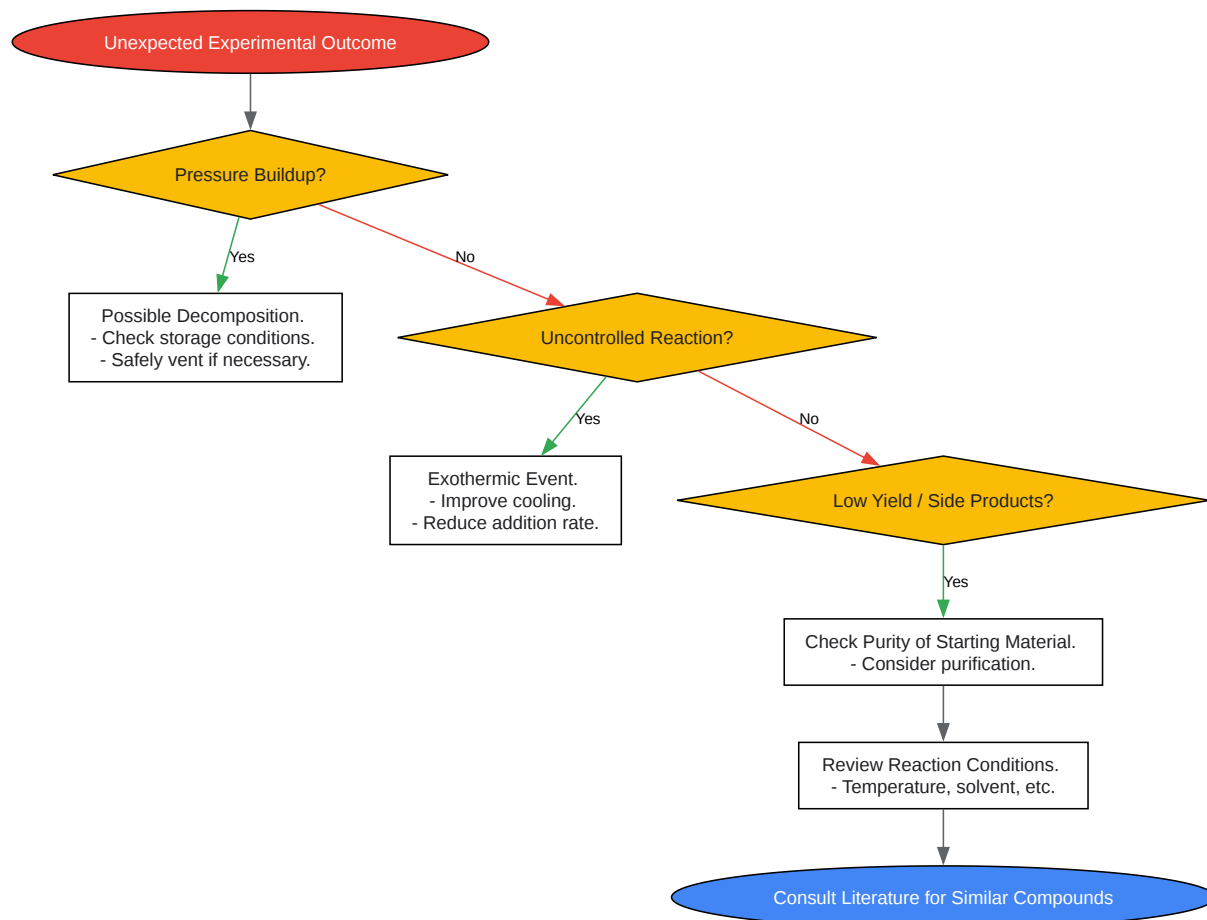 Unexpected Experimental Outcome
Pressure Buildup?
Yes
No
Possible Decomposition.
- Check storage conditions.
- Safely vent if necessary.
Uncontrolled Reaction?
Yes
No
Exothermic Event.
- Improve cooling.
- Reduce addition rate.
Low Yield / Side Products?
Yes
Check Purity of Starting Material.
- Consider purification.
Review Reaction Conditions.
- Temperature, solvent, etc.
Consult Literature for Similar Compounds